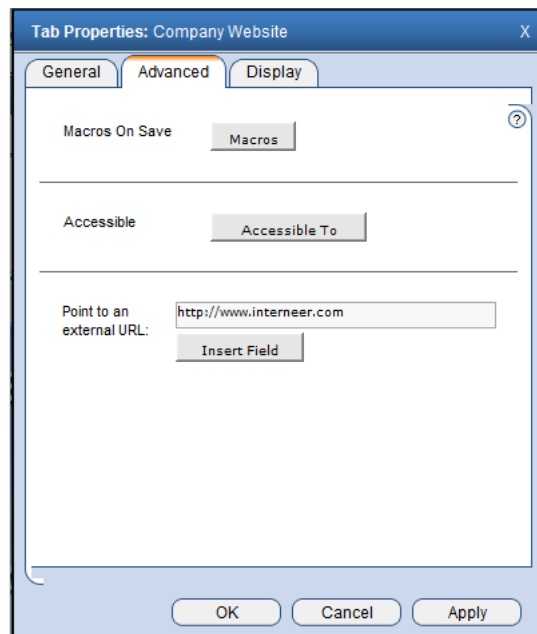 Tab Properties: Company Website X
General Advanced Display
?
Macros On Save Macros
Accessible Accessible To
Point to an http://www.interneer.com
external URL:
Insert Field
OK Cancel Apply